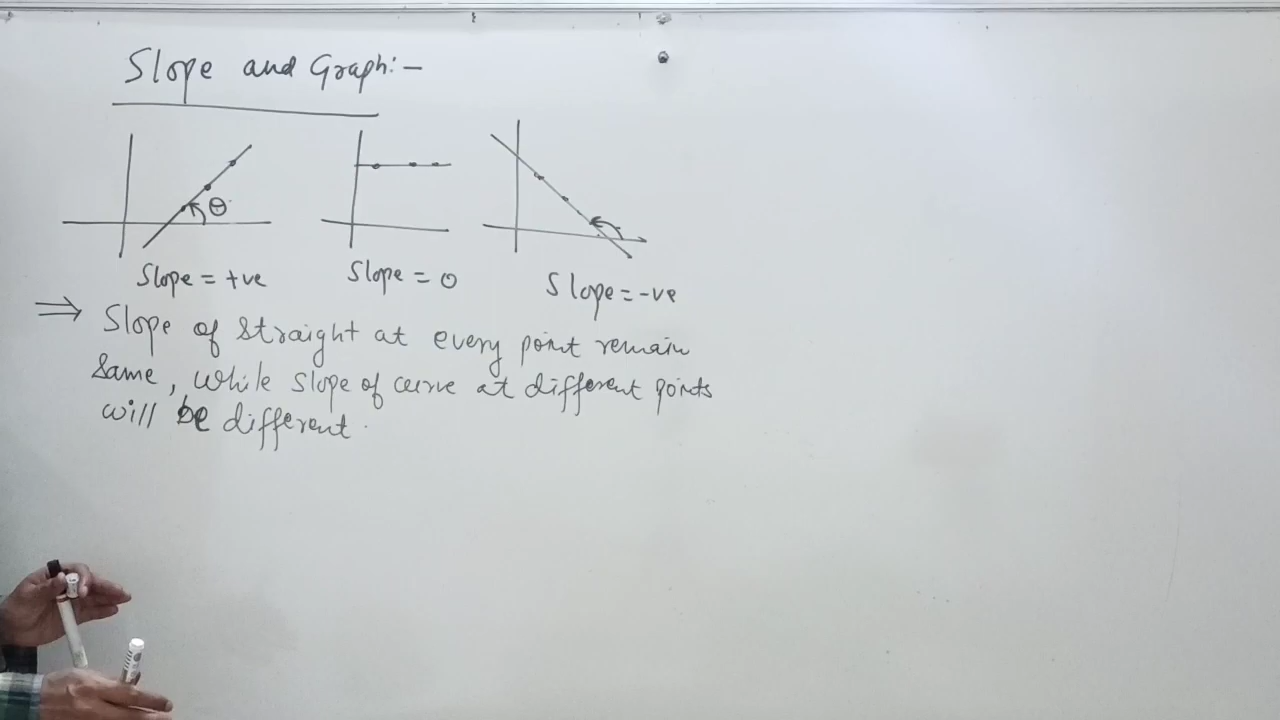 Slope and Graph:-
θ
Slope = +ve
Slope = 0
Slope = -ve
⇒ Slope of straight at every point remain
same, while slope of curve at different points
will be different.